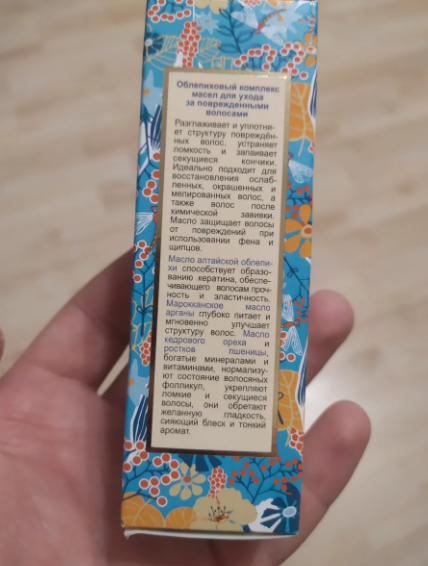 Облепиховый комплекс
масел для ухода
за поврежденными
волосами
Разглаживает и уплотня-
ет структуру повреждён-
ных волос, устраняет
ломкость и запаивает
секущиеся кончики.
Идеально подходит для
восстановления ослаб-
ленных, окрашенных и
мелированных волос, а
также волос после
химической завивки.
Масло защищает волосы
от повреждений при
использовании фена и
щипцов.
Масло алтайской облепи-
хи способствует образо-
ванию кератина, обеспе-
чивающего волосам проч-
ность и эластичность.
Марокканское масло
арганы глубоко питает и
мгновенно улучшает
структуру волос. Масло
кедрового ореха и
ростков пшеницы,
богатые минералами и
витаминами, нормализу-
ют состояние волосяных
фолликул, укрепляют
ломкие и секущиеся
волосы, они обретают
желанную гладкость,
сияющий блеск и тонкий
аромат.